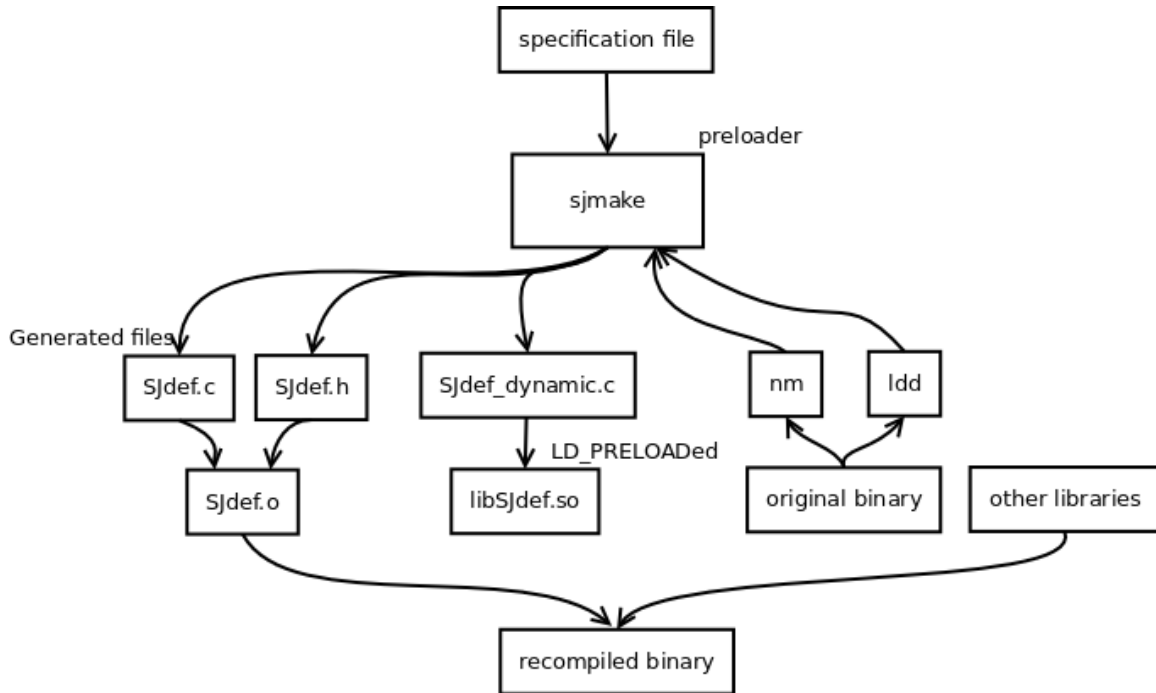 specification file
preloader
sjmake
Generated files
SJdef.c
SJdef.h
SJdef_dynamic.c
nm
ldd
LD_PRELOADed
SJdef.o
libSJdef.so
original binary
other libraries
recompiled binary